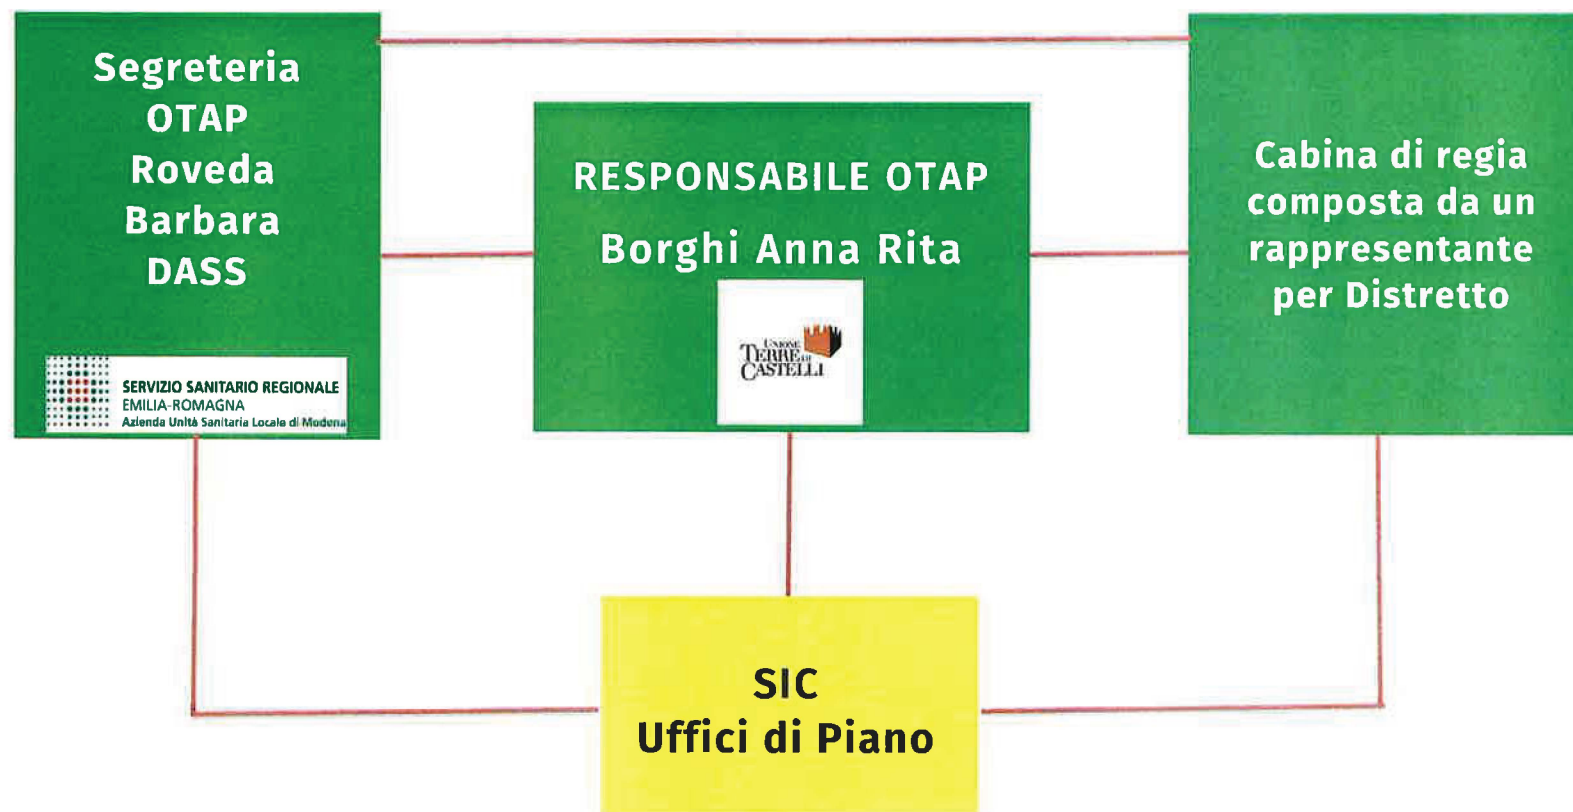 Segreteria
OTAP
Roveda
Barbara
DASS
SERVIZIO SANITARIO REGIONALE
EMILIA-ROMAGNA
Azienda Unità Sanitaria Locale di Modena
RESPONSABILE OTAP
Borghi Anna Rita
UNIONE
TERRE DI
CASTELLI
Cabina di regia
composta da un
rappresentante
per Distretto
SIC
Uffici di Piano